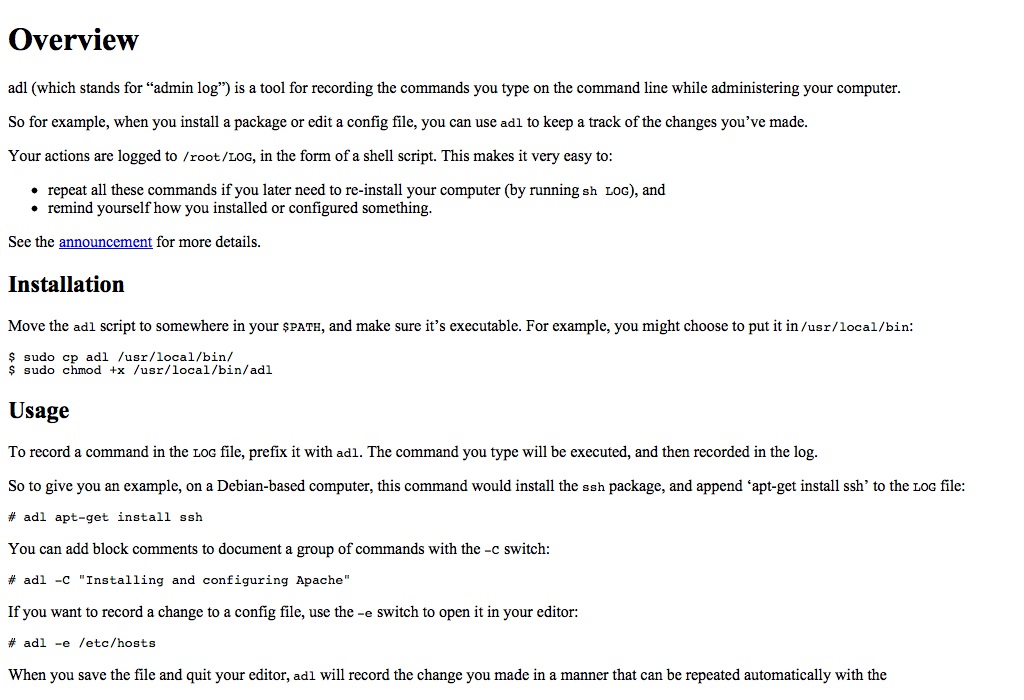 Overview
adl (which stands for “admin log”) is a tool for recording the commands you type on the command line while administering your computer.
So for example, when you install a package or edit a config file, you can use adl to keep a track of the changes you’ve made.
Your actions are logged to /root/LOG, in the form of a shell script. This makes it very easy to:
• repeat all these commands if you later need to re-install your computer (by running sh LOG), and
• remind yourself how you installed or configured something.
See the announcement for more details.
Installation
Move the adl script to somewhere in your $PATH, and make sure it’s executable. For example, you might choose to put it in /usr/local/bin:
$ sudo cp adl /usr/local/bin/
$ sudo chmod +x /usr/local/bin/adl
Usage
To record a command in the LOG file, prefix it with adl. The command you type will be executed, and then recorded in the log.
So to give you an example, on a Debian-based computer, this command would install the ssh package, and append ‘apt-get install ssh’ to the LOG file:
# adl apt-get install ssh
You can add block comments to document a group of commands with the -C switch:
# adl -C "Installing and configuring Apache"
If you want to record a change to a config file, use the -e switch to open it in your editor:
# adl -e /etc/hosts
When you save the file and quit your editor, adl will record the change you made in a manner that can be repeated automatically with the